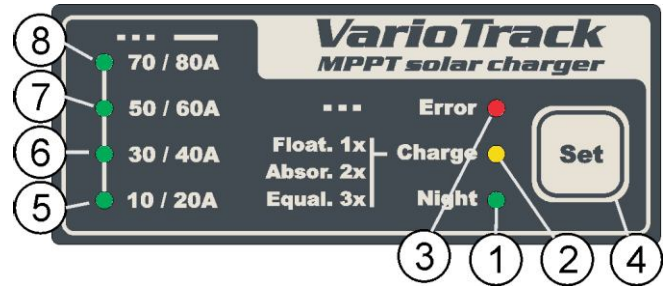 VarioTrack
MPPT solar charger
8
70 / 80A
7
50 / 60A
6
30 / 40A
5
10 / 20A
Float. 1x
Absor. 2x
Equal. 3x
Error
Charge
Night
Set
3
1
2
4